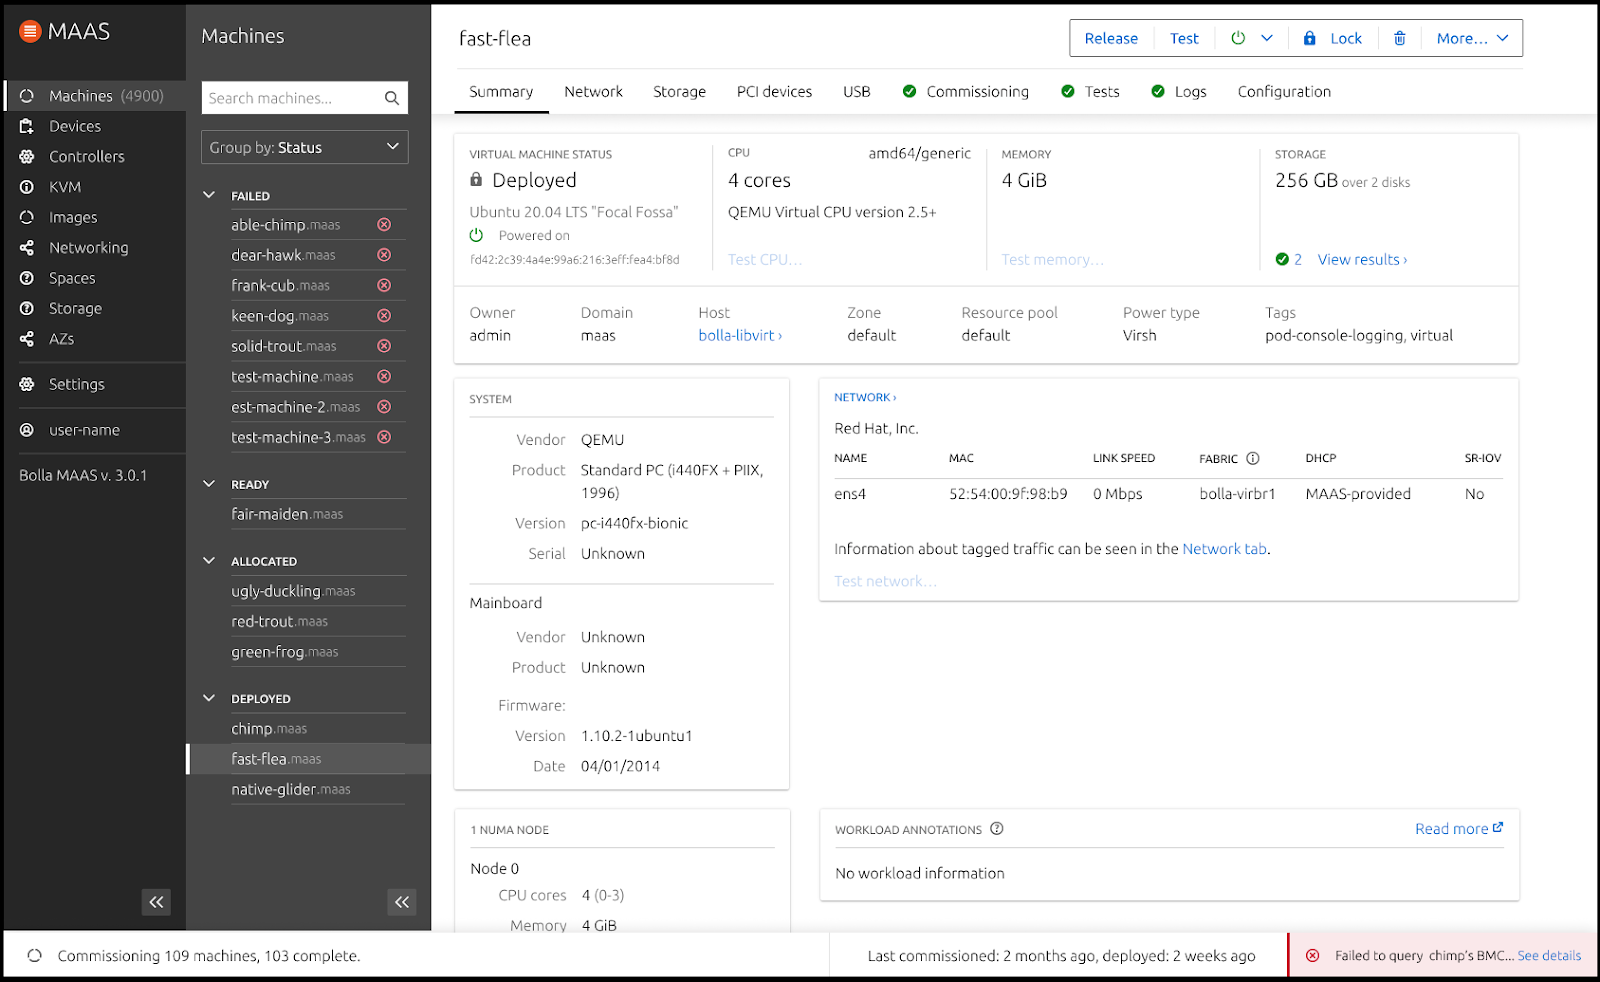 MAAS
Machines (4900)
Devices
Controllers
KVM
Images
Networking
Spaces
Storage
AZs
Settings
user-name
Bolla MAAS v. 3.0.1
Machines
Search machines...
Group by: Status
FAILED
able-chimp.maas
dear-hawk.maas
frank-cub.maas
keen-dog.maas
solid-trout.maas
test-machine.maas
est-machine-2.maas
test-machine-3.maas
READY
fair-maiden.maas
ALLOCATED
ugly-duckling.maas
red-trout.maas
green-frog.maas
DEPLOYED
chimp.maas
fast-flea.maas
native-glider.maas
fast-flea
Release Test Lock More...
Summary Network Storage PCI devices USB Commissioning Tests Logs Configuration
VIRTUAL MACHINE STATUS
Deployed
Ubuntu 20.04 LTS "Focal Fossa"
Powered on
fd42:2c39:4a4e:99a6:216:3eff:fea4:bf8d
CPU amd64/generic
4 cores
QEMU Virtual CPU version 2.5+
Test CPU...
MEMORY
4 GiB
Test memory...
STORAGE
256 GB over 2 disks
2 View results ›
Owner Domain Host Zone Resource pool Power type Tags
admin maas bolla-libvirt › default default Virsh pod-console-logging, virtual
SYSTEM
Vendor QEMU
Product Standard PC (i440FX + PIIX,
1996)
Version pc-i440fx-bionic
Serial Unknown
Mainboard
Vendor Unknown
Product Unknown
Firmware:
Version 1.10.2-1ubuntu1
Date 04/01/2014
NETWORK ›
Red Hat, Inc.
NAME MAC LINK SPEED FABRIC DHCP SR-IOV
ens4 52:54:00:9f:98:b9 0 Mbps bolla-virbr1 MAAS-provided No
Information about tagged traffic can be seen in the Network tab.
Test network...
1 NUMA NODE
Node 0
CPU cores 4 (0-3)
Memory 4 GiB
WORKLOAD ANNOTATIONS Read more
No workload information
Commissioning 109 machines, 103 complete.
Last commissioned: 2 months ago, deployed: 2 weeks ago
Failed to query chimp's BMC... See details